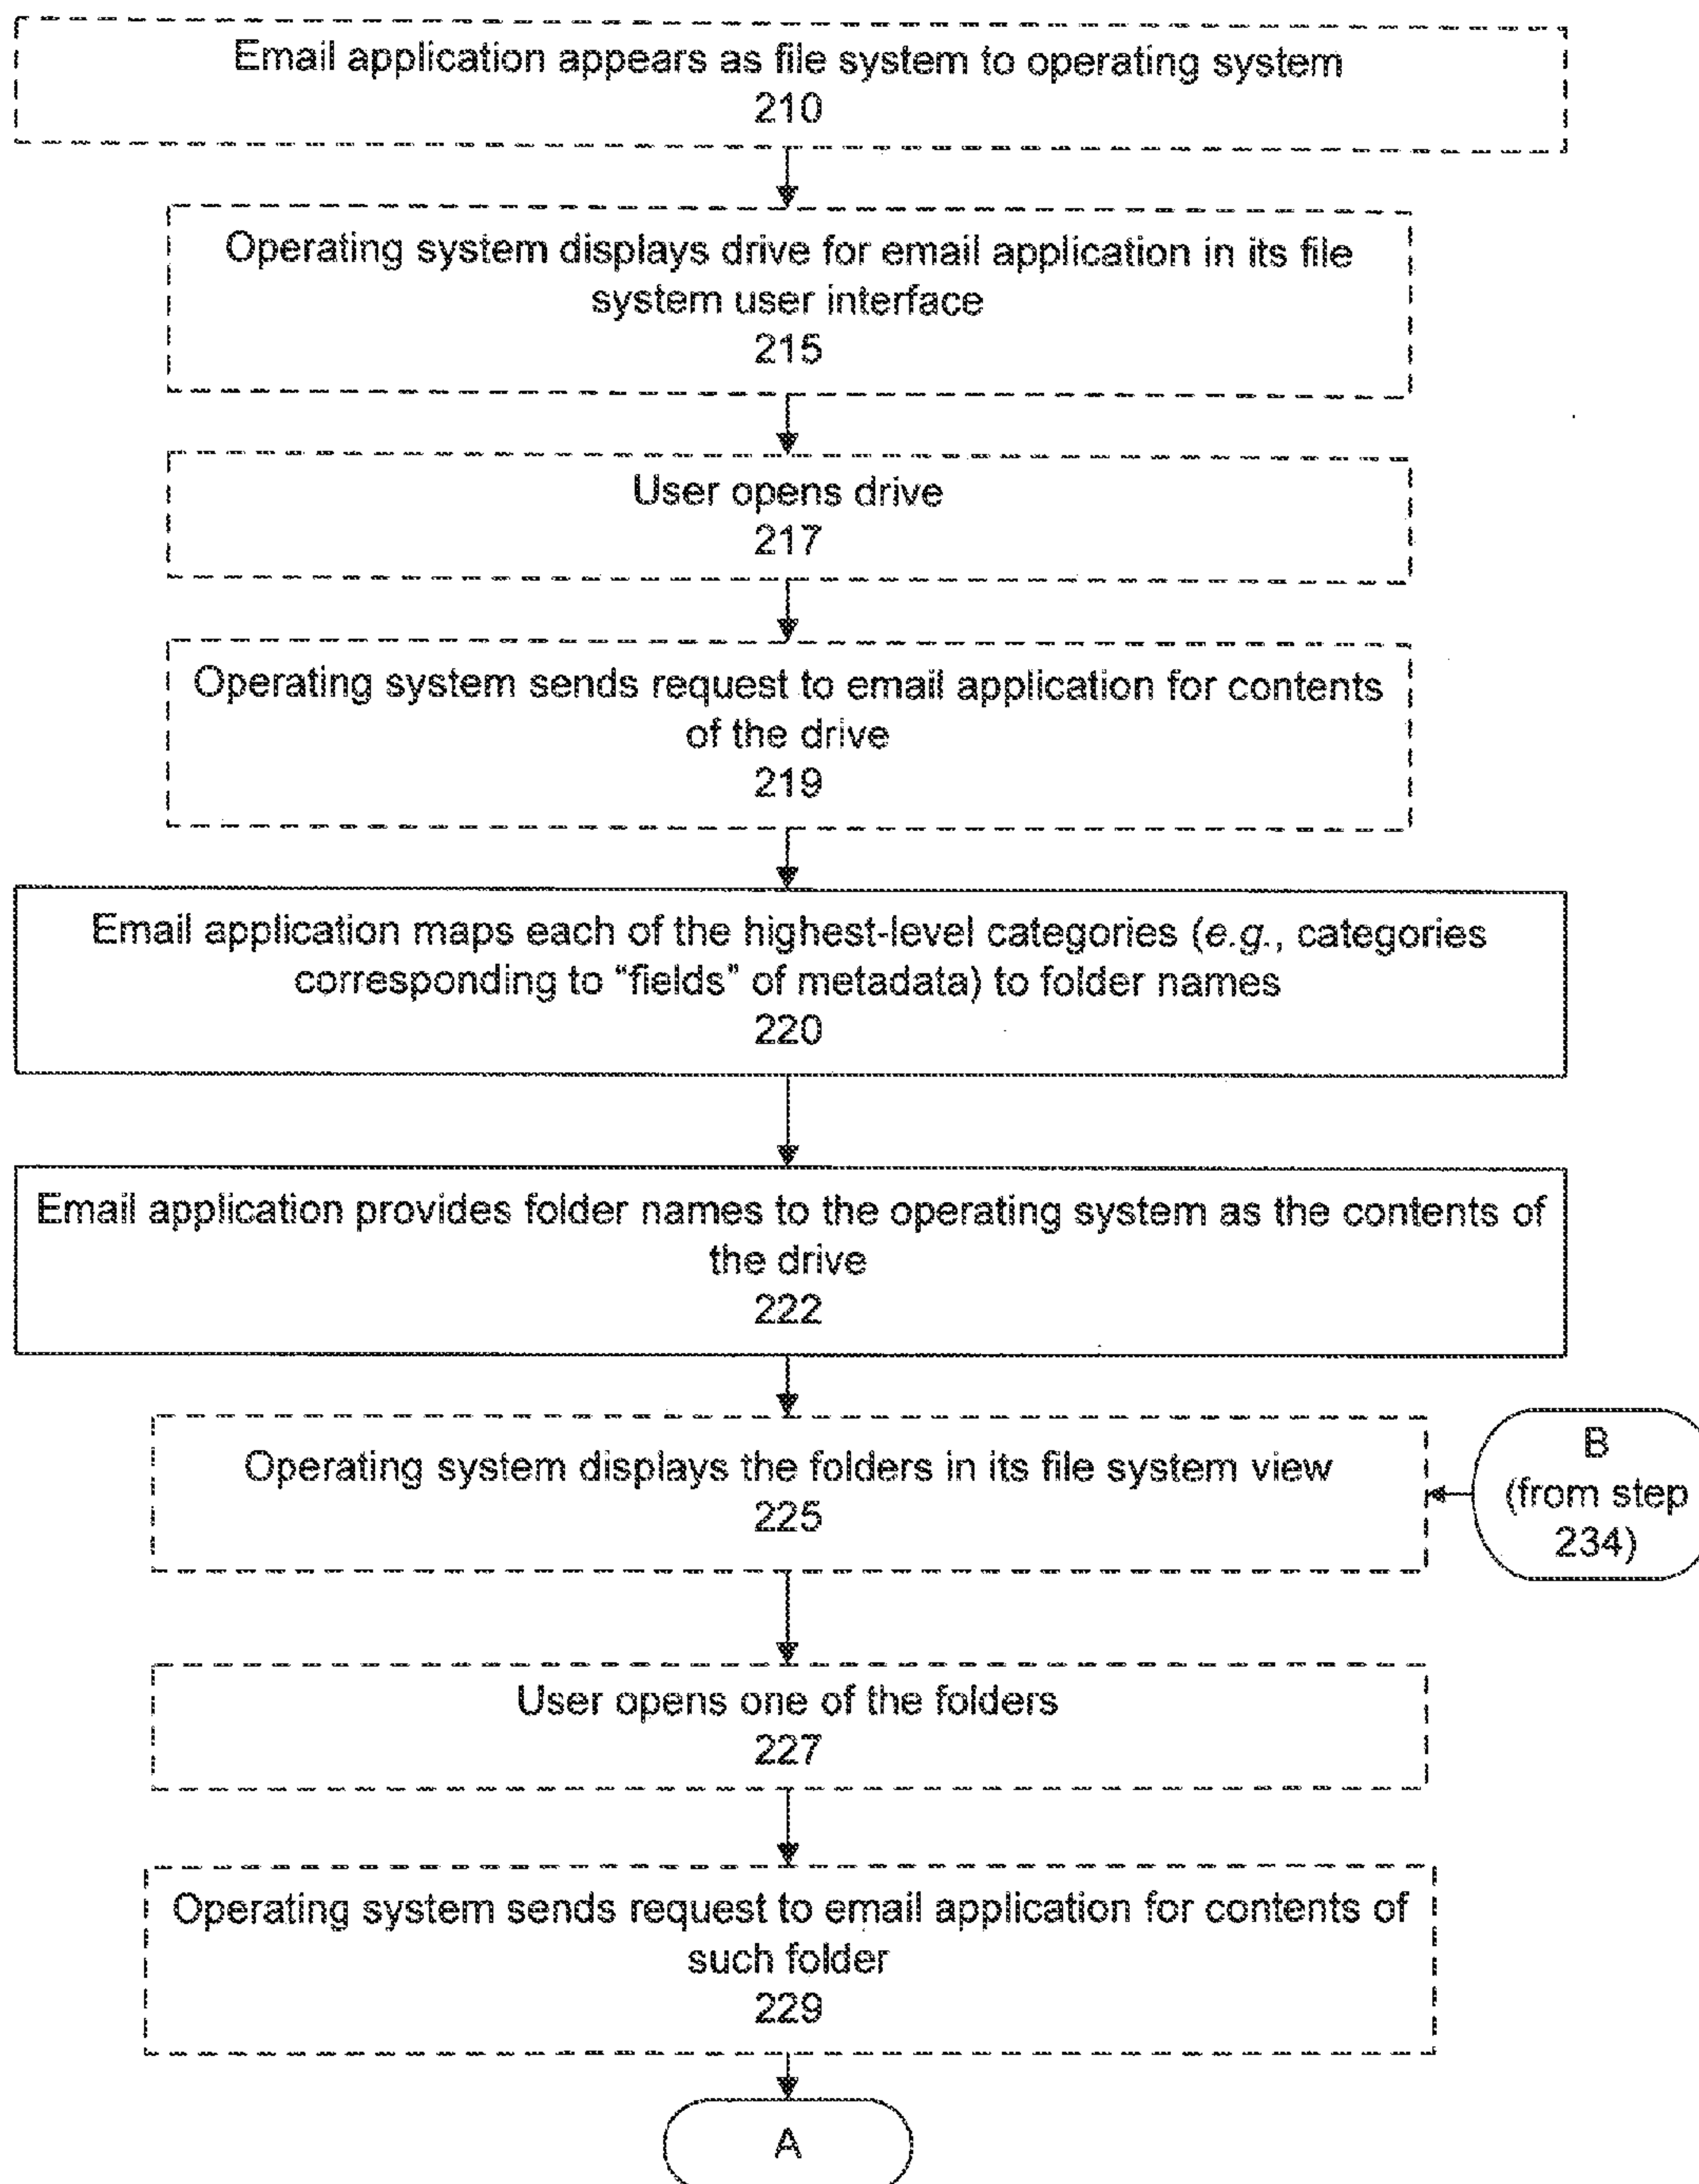 Email application appears as file system to operating system
210
Operating system displays drive for email application in its file
system user interface
215
User opens drive
217
Operating system sends request to email application for contents
of the drive
219
Email application maps each of the highest-level categories (e.g., categories
corresponding to “fields” of metadata) to folder names
220
Email application provides folder names to the operating system as the contents of
the drive
222
Operating system displays the folders in its file system view
225
B
(from step
234)
User opens one of the folders
227
Operating system sends request to email application for contents of
such folder
229
A